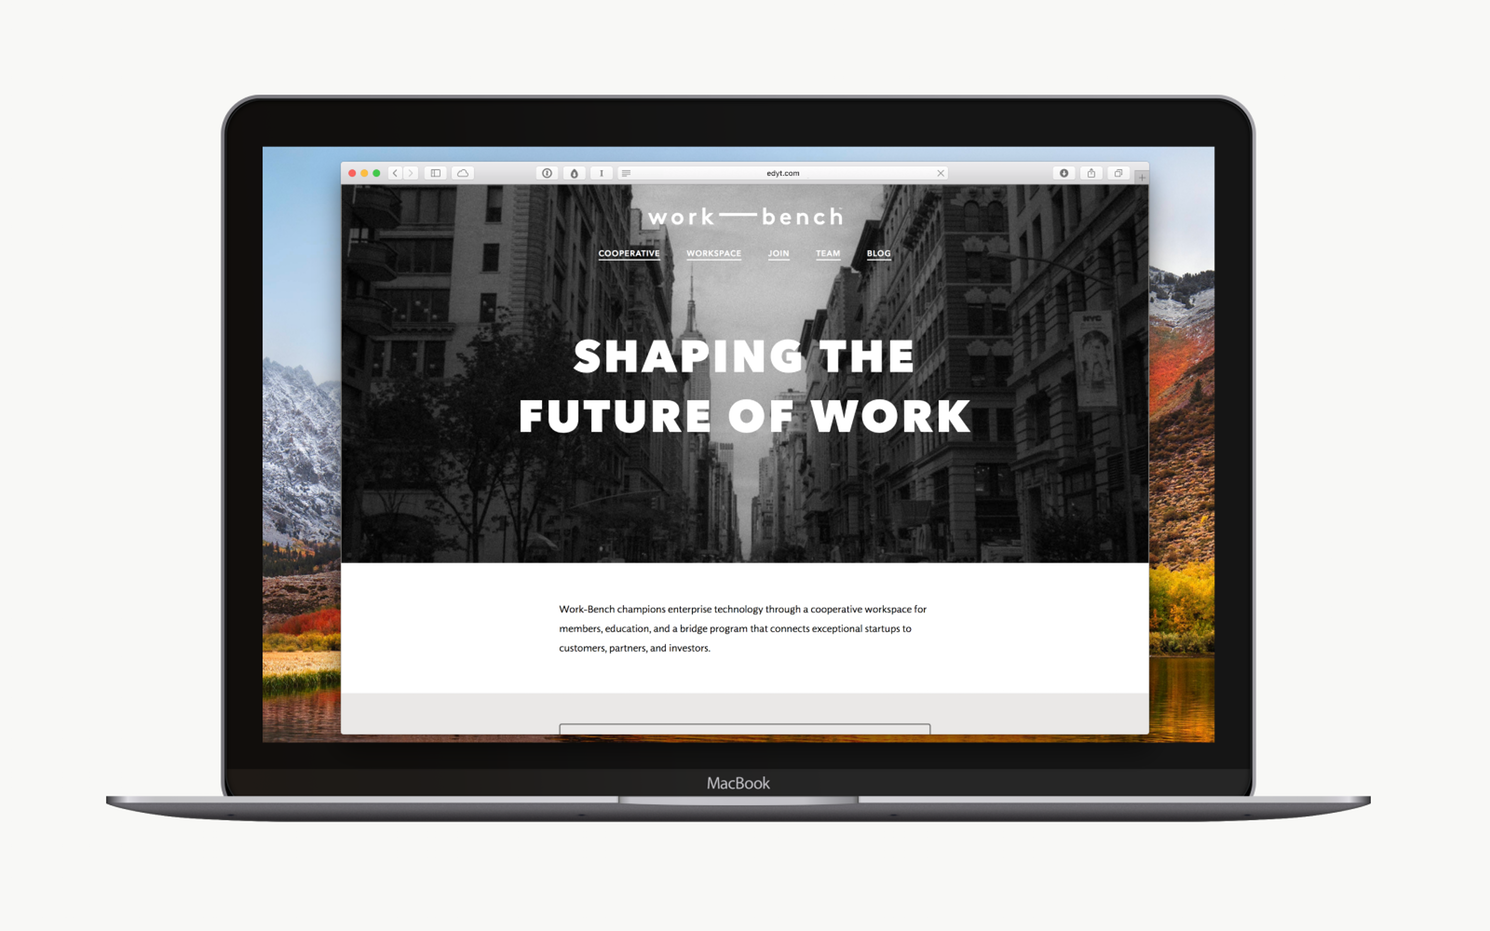 edyt.com
work—bench
COOPERATIVE WORKSPACE JOIN TEAM BLOG
NYC
SHAPING THE
FUTURE OF WORK
Work-Bench champions enterprise technology through a cooperative workspace for
members, education, and a bridge program that connects exceptional startups to
customers, partners, and investors.
MacBook